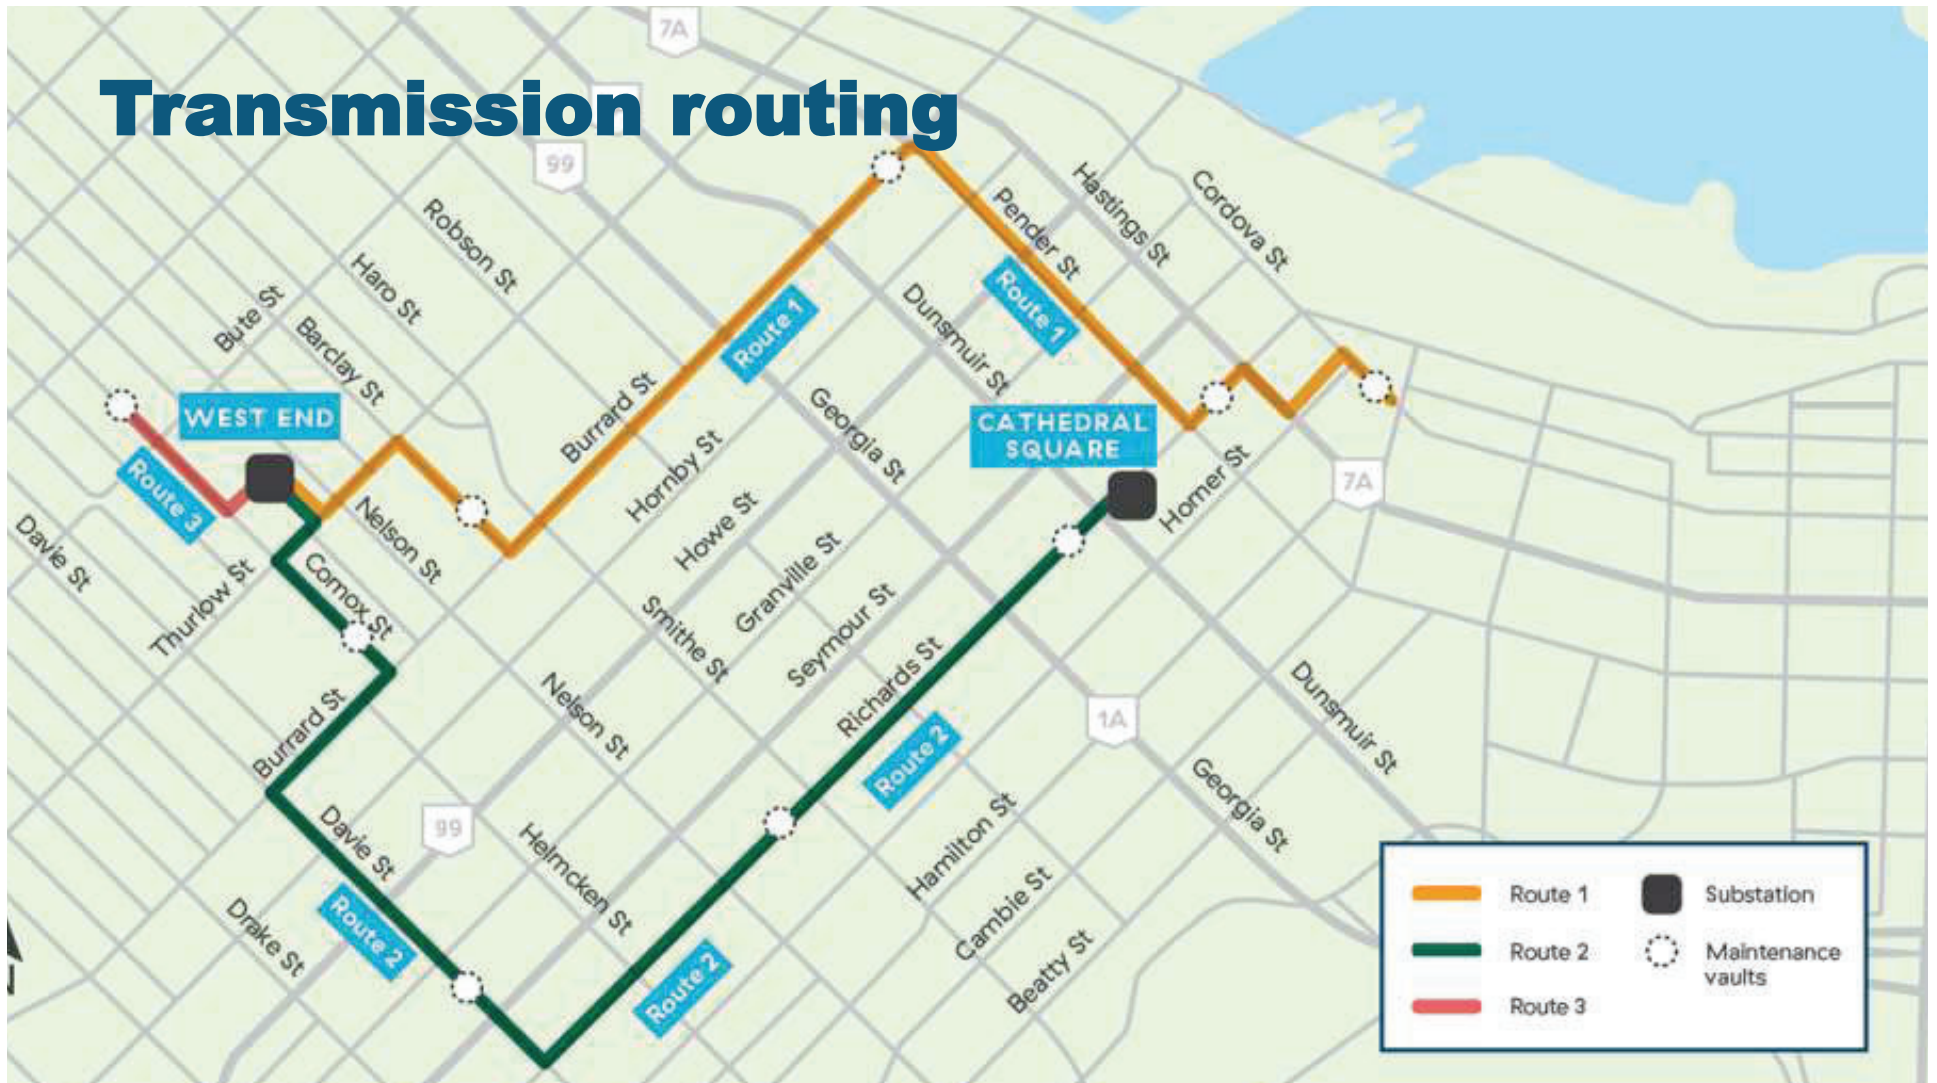 Transmission routing
7A
99
Robson St
Haro St
Bute St
Barclay St
Pender St
Hastings St
Cordova St
Route 1
Route 1
Dunsmuir St
Burrard St
Georgia St
WEST END
CATHEDRAL
SQUARE
Route 3
Hornby St
Nelson St
Homer St
7A
Davie St
Howe St
Comox St
Thurlow St
Granville St
Smithe St
Seymour St
Richards St
Burrard St
Nelson St
1A
Dunsmuir St
Route 2
Georgia St
Davie St
99
Helmcken St
Hamilton St
Cambie St
Beatty St
Drake St
Route 2
Route 2
N
Route 1
Substation
Route 2
Maintenance
vaults
Route 3